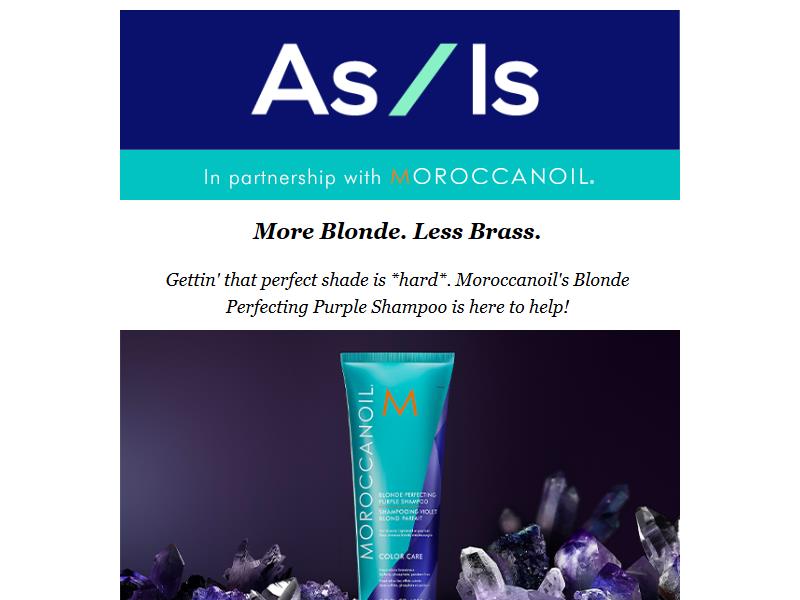 As/Is
In partnership with MOROCCANOIL.
More Blonde. Less Brass.
Gettin' that perfect shade is *hard*. Moroccanoil's Blonde
Perfecting Purple Shampoo is here to help!
MOROCCANOIL.
M
BLONDE PERFECTING
PURPLE SHAMPOO
SHAMPOOING VIOLET
BLOND PARFAIT
COLOR CARE